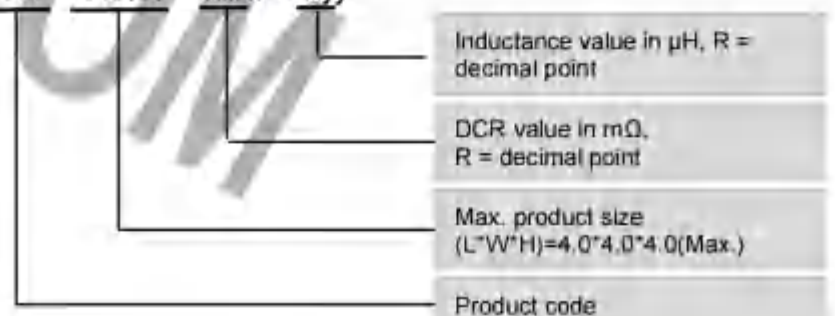 Inductance value in µH, R =
decimal point
DCR value in mΩ,
R = decimal point
Max. product size
(L*W*H)=4.0*4.0*4.0(Max.)
Product code